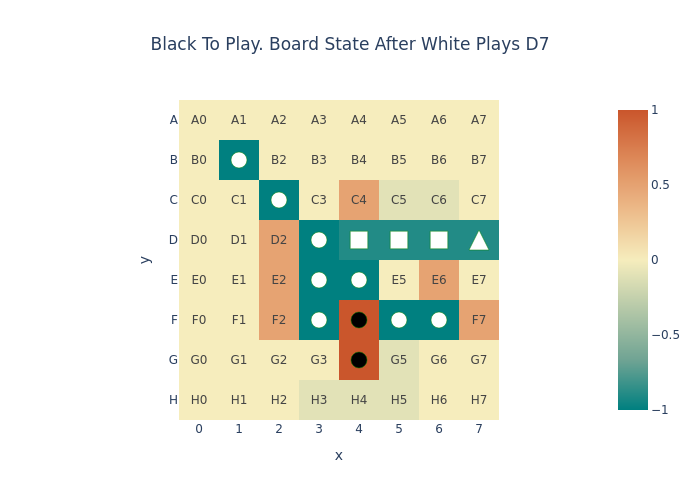 Black To Play. Board State After White Plays D7
A A0 A1 A2 A3 A4 A5 A6 A7
B B0 B2 B3 B4 B5 B6 B7
C C0 C1 C3 C4 C5 C6 C7
D D0 D1 D2
E E0 E1 E2 E5 E6 E7
F F0 F1 F2 F7
G G0 G1 G2 G3 G5 G6 G7
H H0 H1 H2 H3 H4 H5 H6 H7
0 1 2 3 4 5 6 7
x
y
1
0.5
0
−0.5
−1